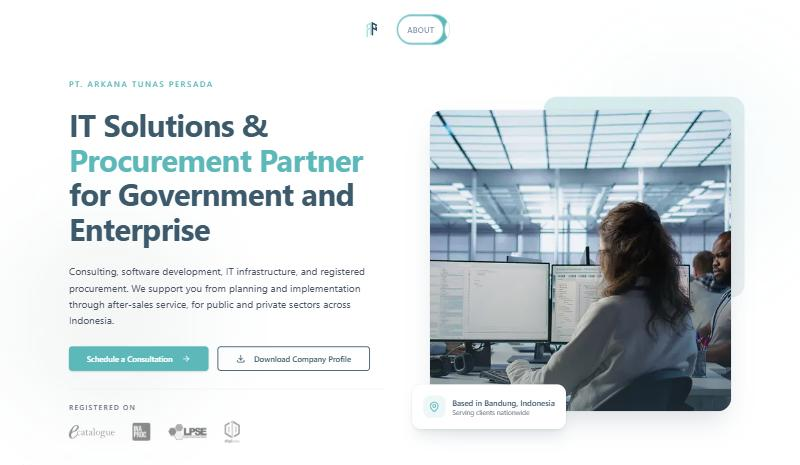 ABOUT
PT. ARKANA TUNAS PERSADA
IT Solutions &
Procurement Partner
for Government and
Enterprise
Consulting, software development, IT infrastructure, and registered
procurement. We support you from planning and implementation
through after-sales service, for public and private sectors across
Indonesia.
Schedule a Consultation
Download Company Profile
Based in Bandung, Indonesia
Serving clients nationwide
REGISTERED ON
ecatalogue
INA
PROC
LPSE